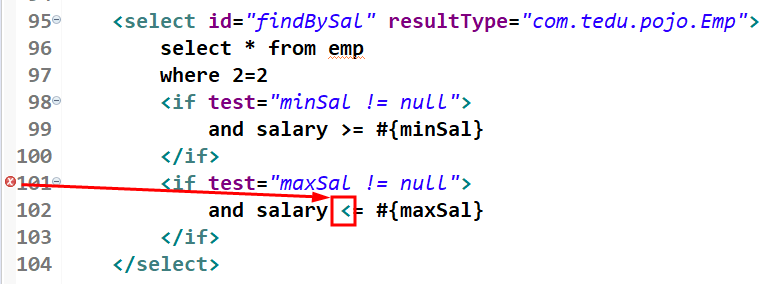 95 <select id="findBySal" resultType="com.tedu.pojo.Emp">
96 select * from emp
97 where 2=2
98 <if test="minSal != null">
99 and salary >= #{minSal}
100 </if>
101 <if test="maxSal != null">
102 and salary <= #{maxSal}
103 </if>
104 </select>